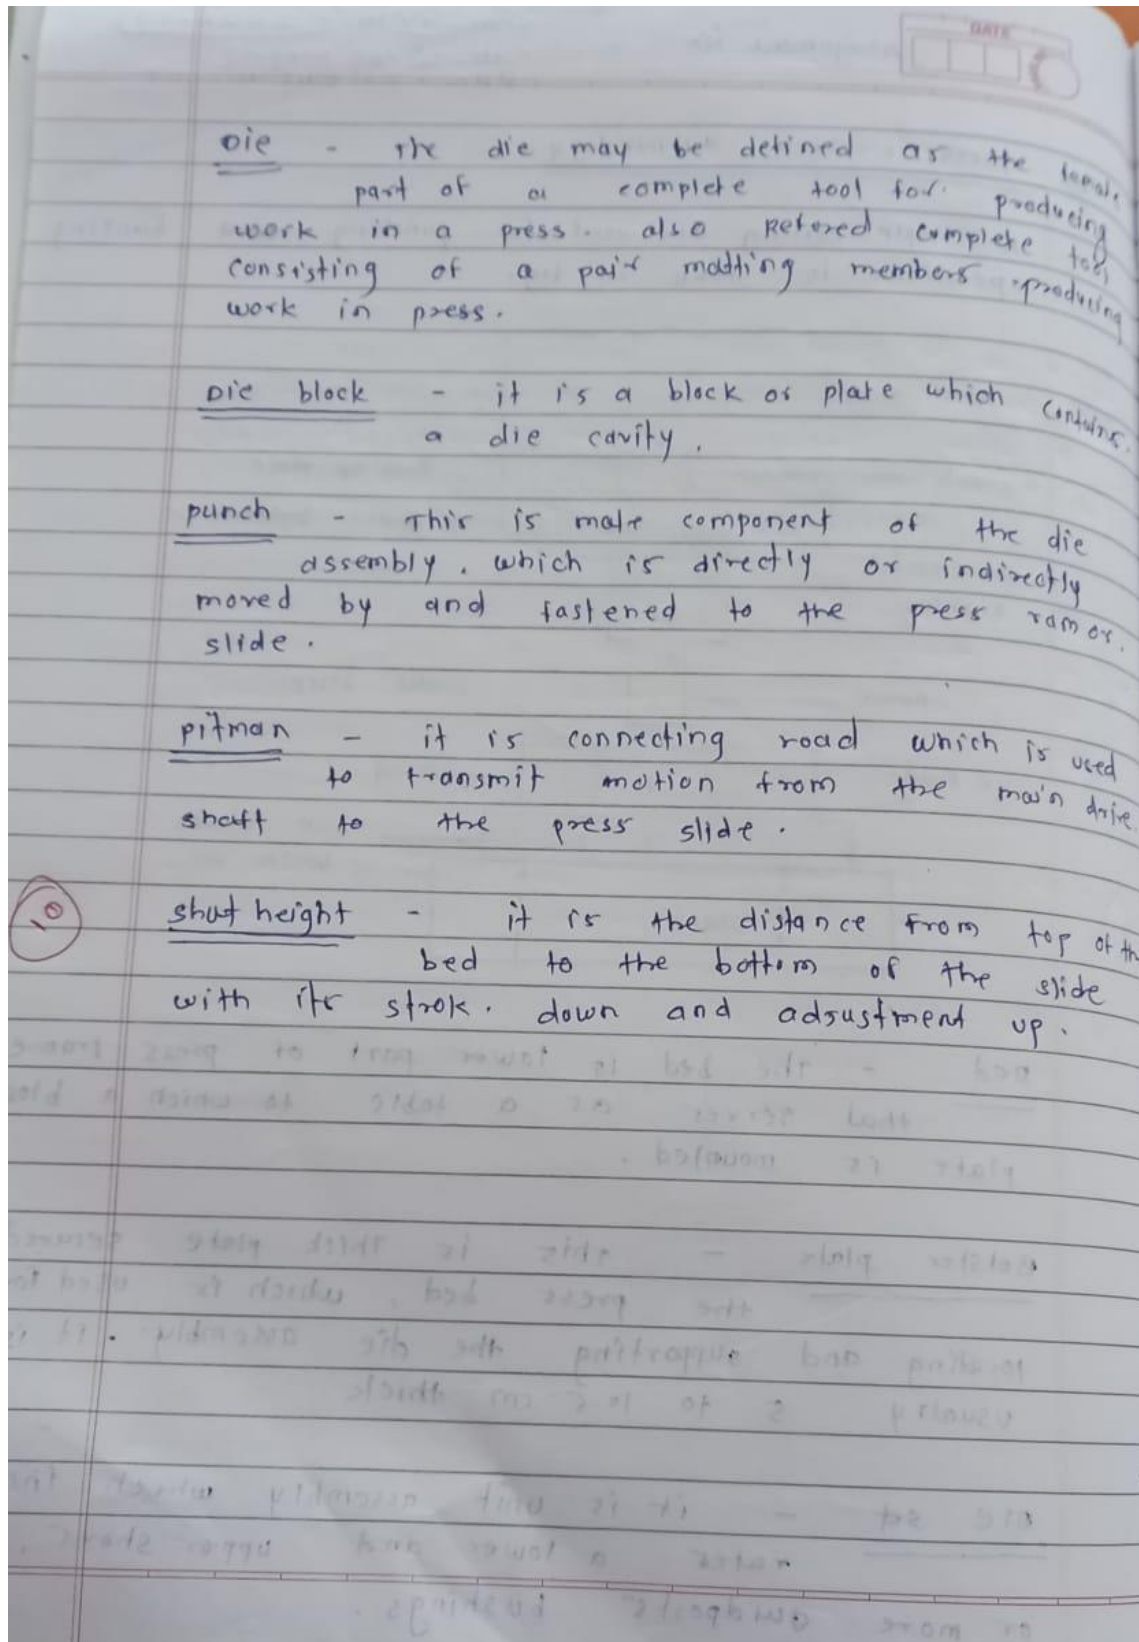 DATE
Die - The die may be defined as the female
part of a complete tool for producing
work in a press. also Refered complete tool
consisting of a pair matting members producing
work in press.
Die block - it is a block or plate which contains.
a die cavity.
punch - This is male component of the die
assembly. which is directly or indirectly
moved by and fastened to the press ram or.
slide.
pitman - it is connecting road which is used
to transmit motion from the main drive
shaft to the press slide.
10
shut height - it is the distance from top of th
bed to the bottom of the slide
with its strok. down and adsustment up.